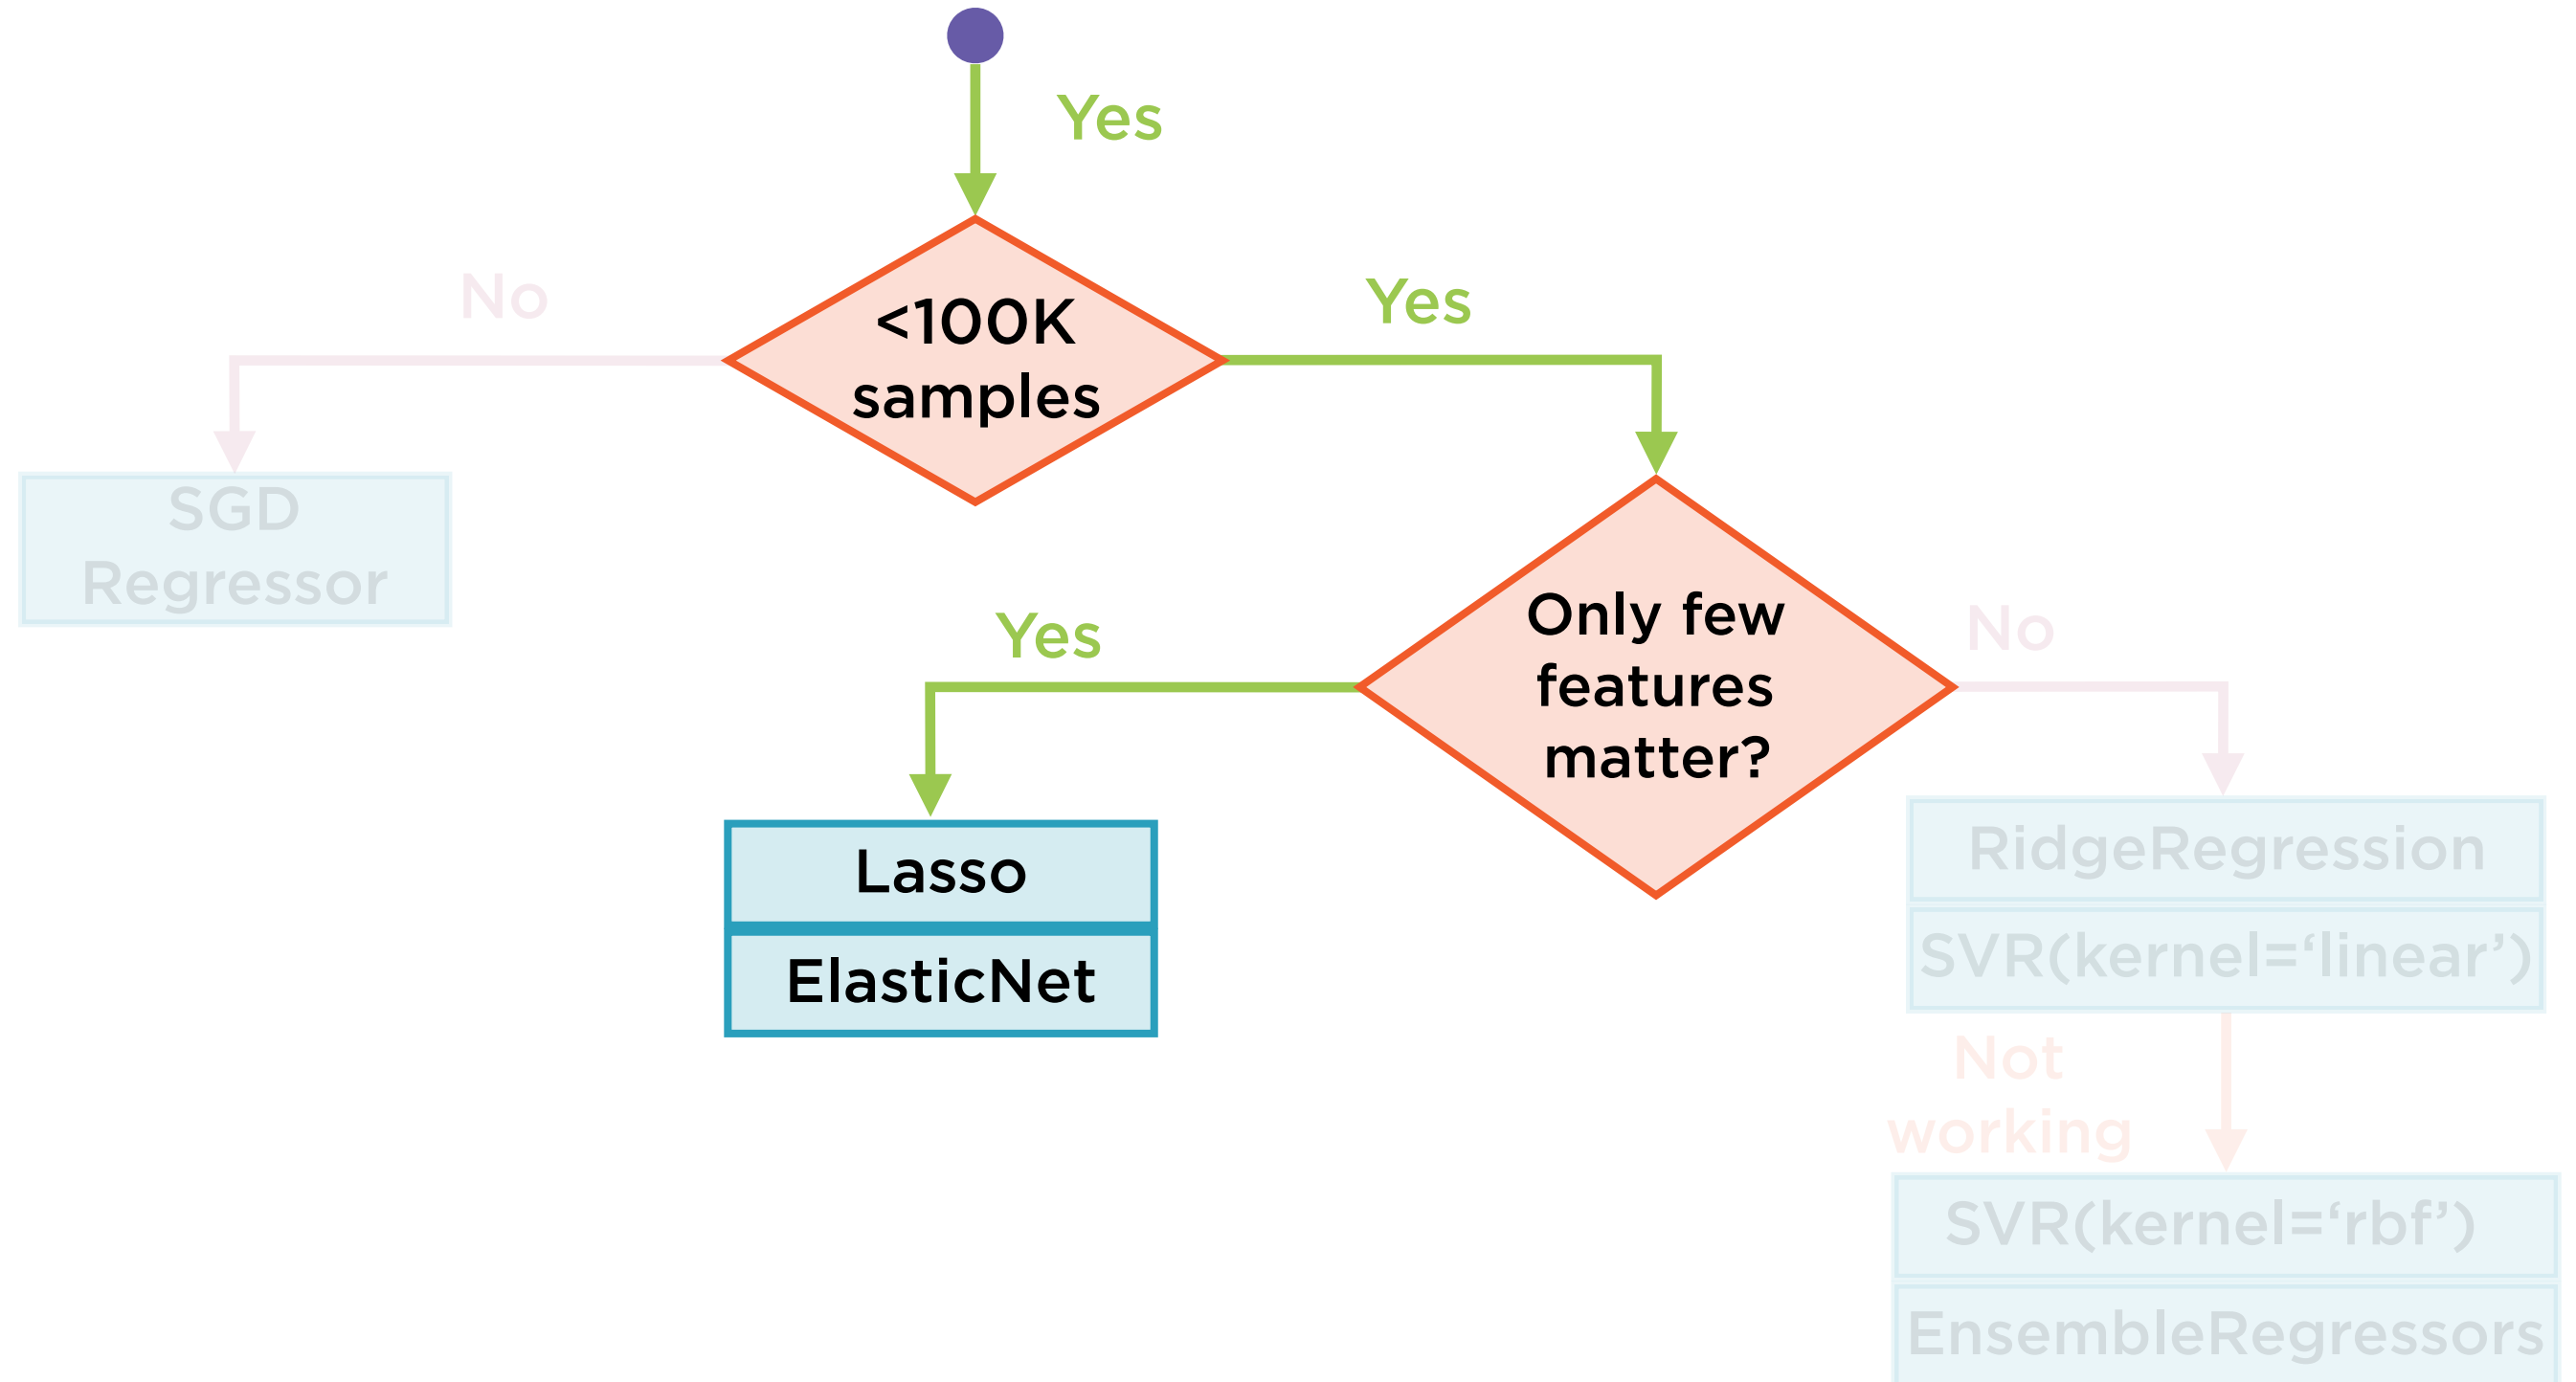 Yes
No
<100K
samples
Yes
SGD
Regressor
Yes
Only few
features
matter?
No
Lasso
ElasticNet
RidgeRegression
SVR(kernel=‘linear’)
Not
working
SVR(kernel=‘rbf’)
EnsembleRegressors